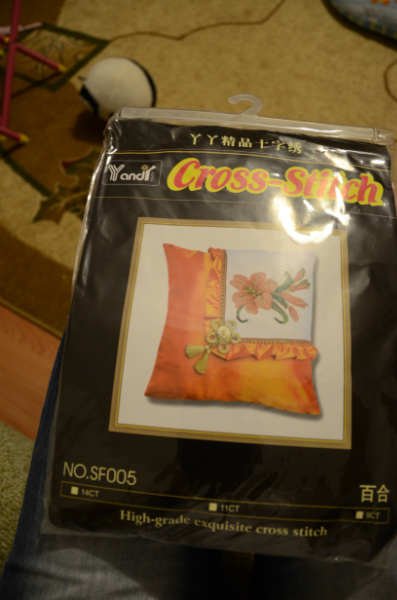 丫丫精品十字绣
YandY Cross-Stitch
NO.SF005
百合
14CT 11CT 9CT
High-grade exquisite cross stitch